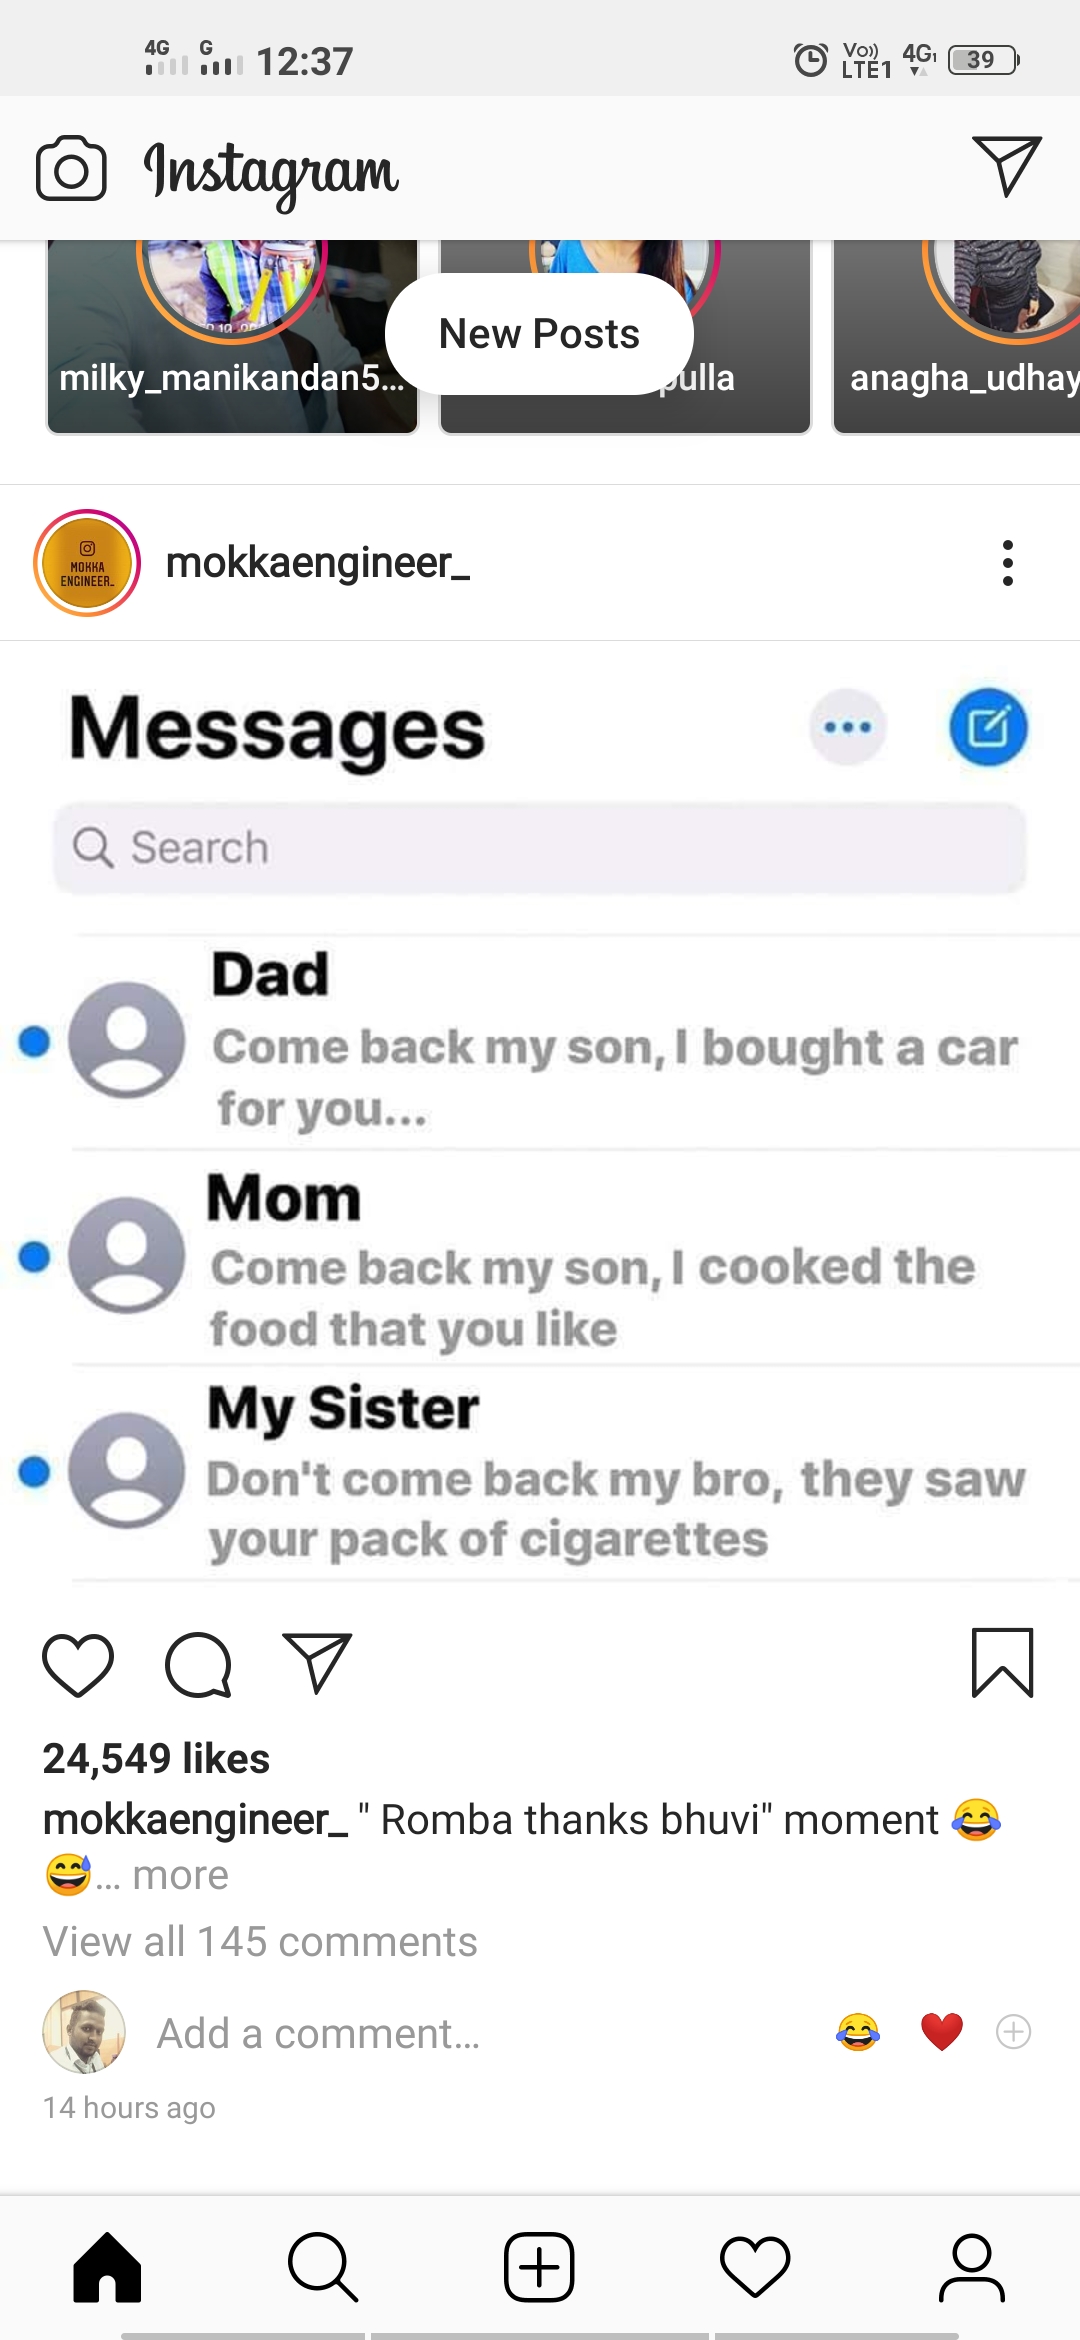 4G G 12:37 Vo)) LTE1 4G1 39
Instagram
New Posts
milky_manikandan5... pulla anagha_udhay
MOKKA
ENGINEER_
mokkaengineer_
Messages
Search
Dad
Come back my son, I bought a car
for you...
Mom
Come back my son, I cooked the
food that you like
My Sister
Don't come back my bro, they saw
your pack of cigarettes
24,549 likes
mokkaengineer_ " Romba thanks bhuvi" moment 😂
😅... more
View all 145 comments
Add a comment... 😂 ❤️
14 hours ago